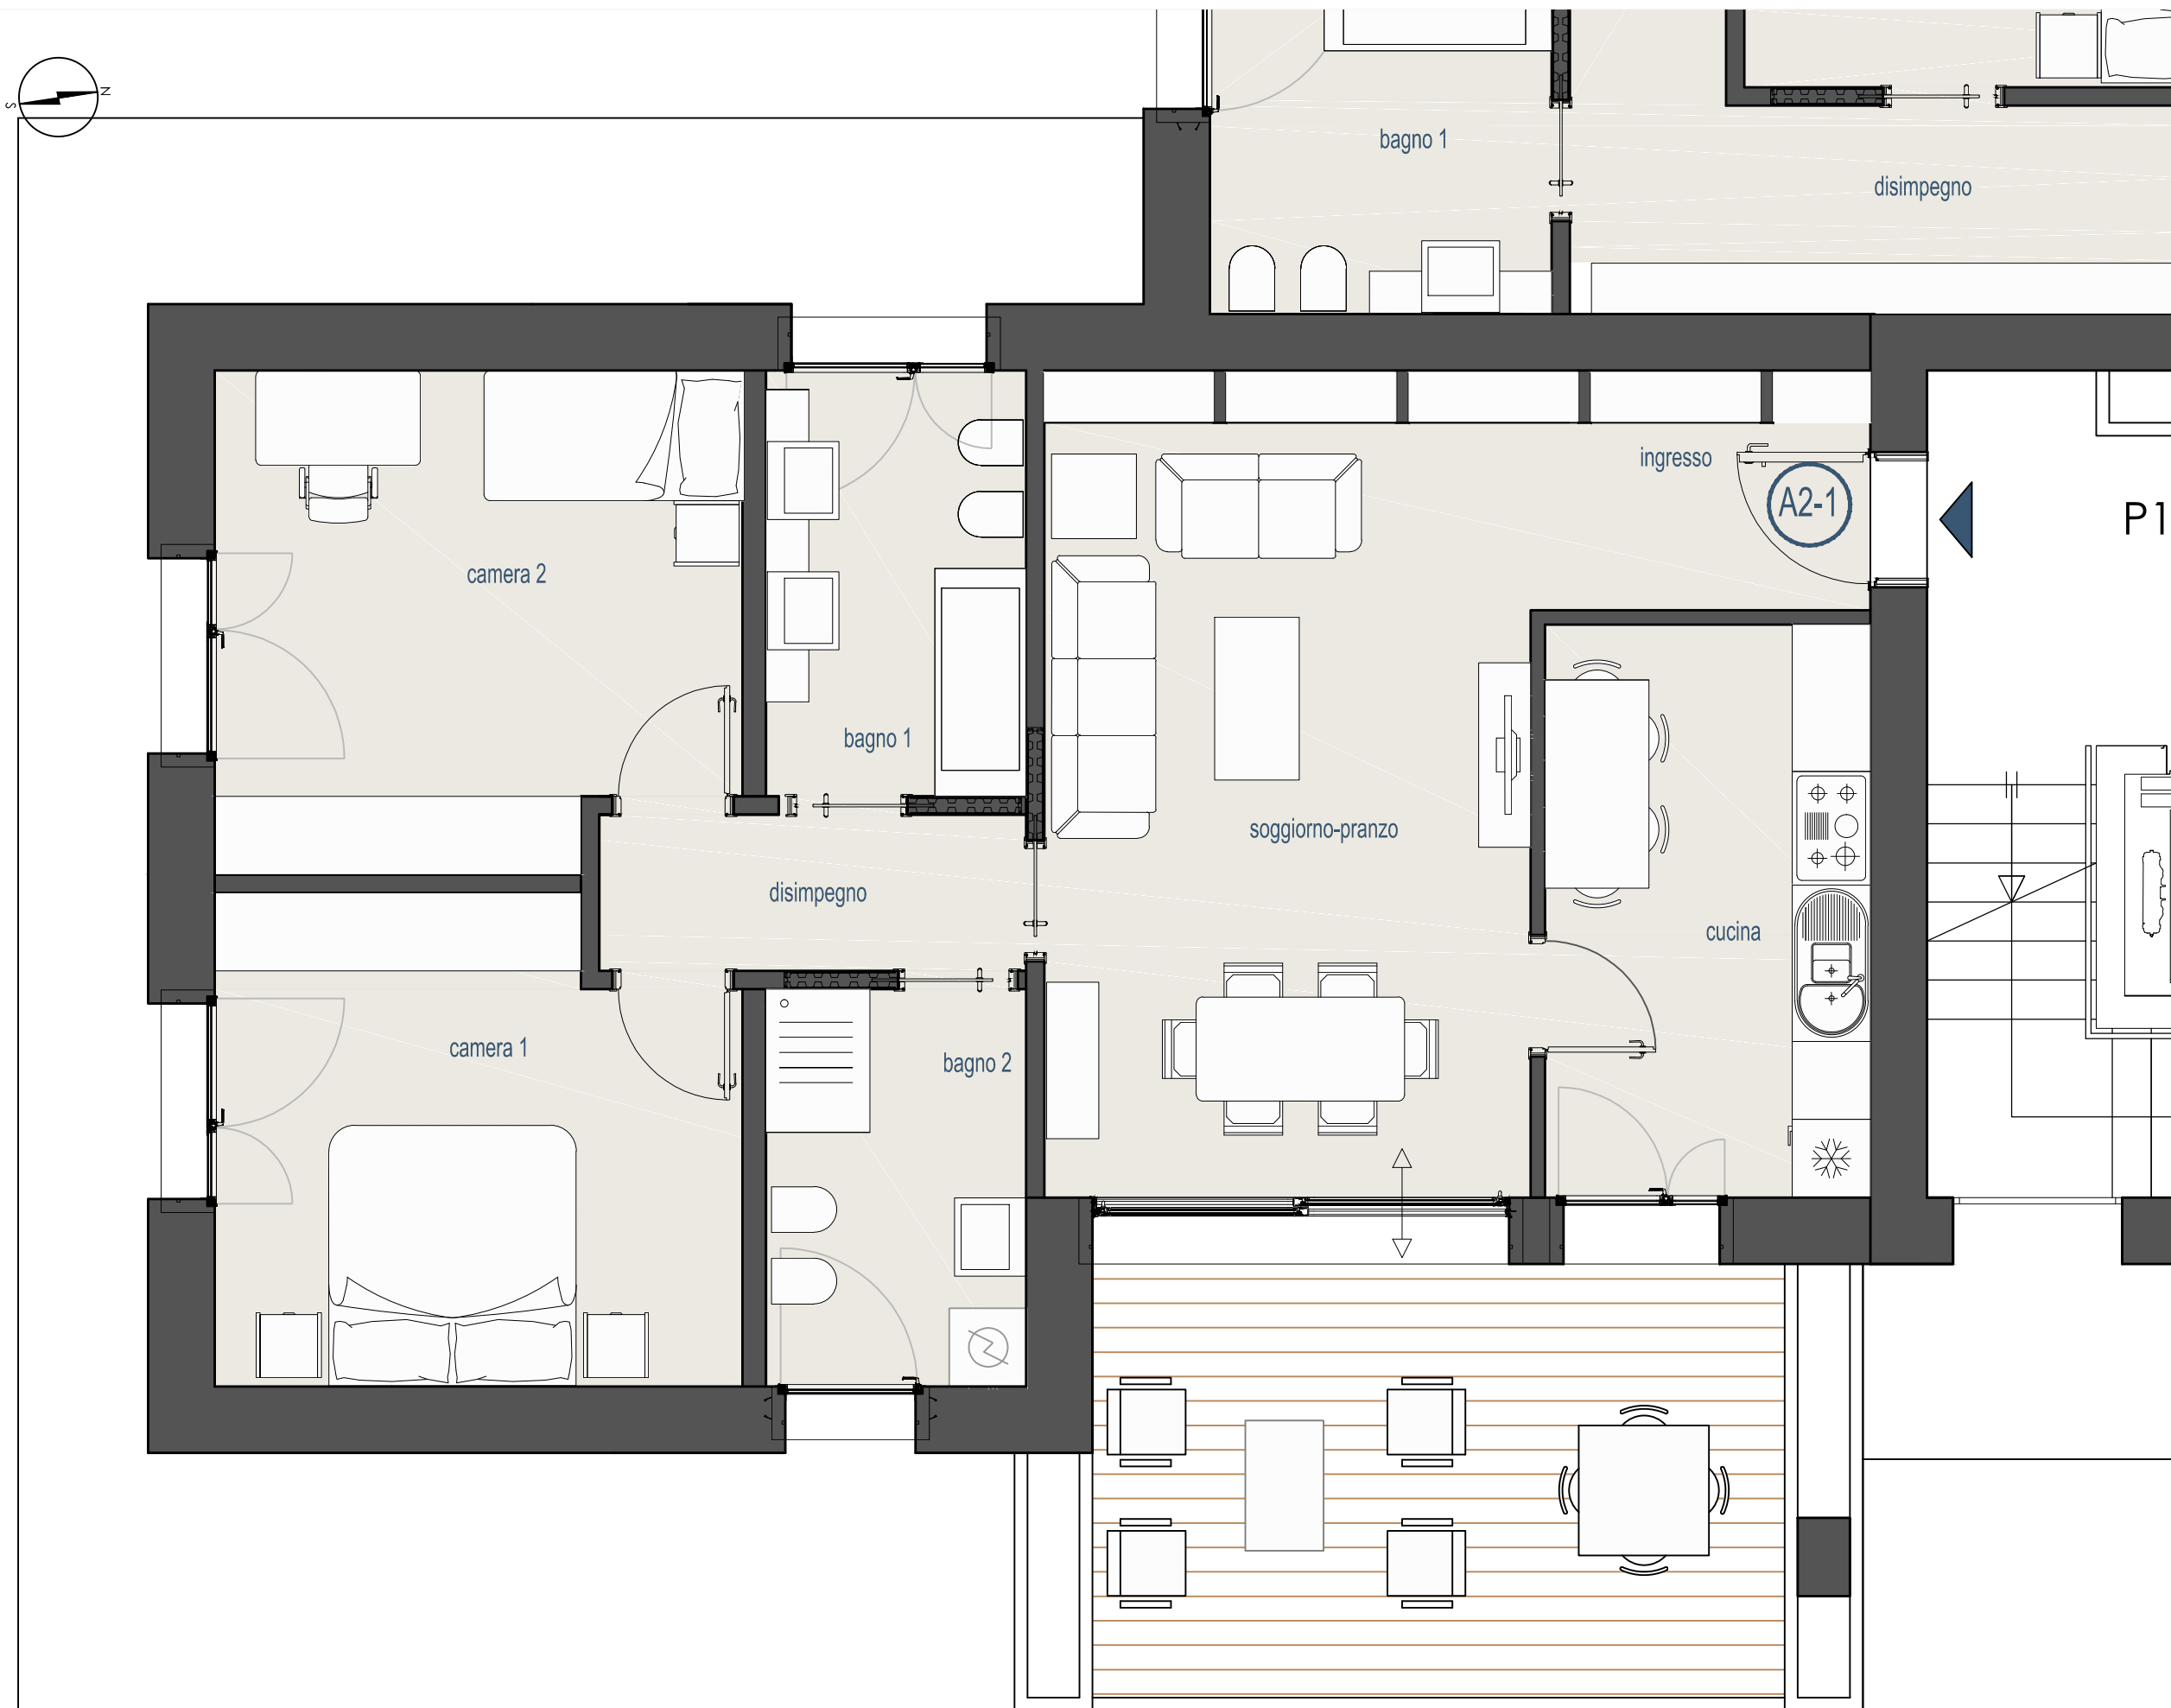 N
S
bagno 1
disimpegno
ingresso
A2-1
P1
camera 2
bagno 1
soggiorno-pranzo
disimpegno
cucina
camera 1
bagno 2